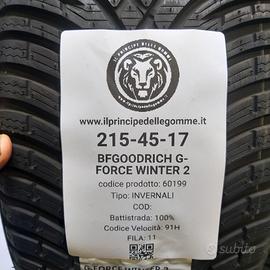 IL PRINCIPE DELLE GOMME
www.ilprincipedellegomme.it
215-45-17
BFGOODRICH G-
FORCE WINTER 2
codice prodotto: 60199
Tipo: INVERNALI
COD:
Battistrada: 100%
Codice Velocità: 91H
FILA: 11
subito